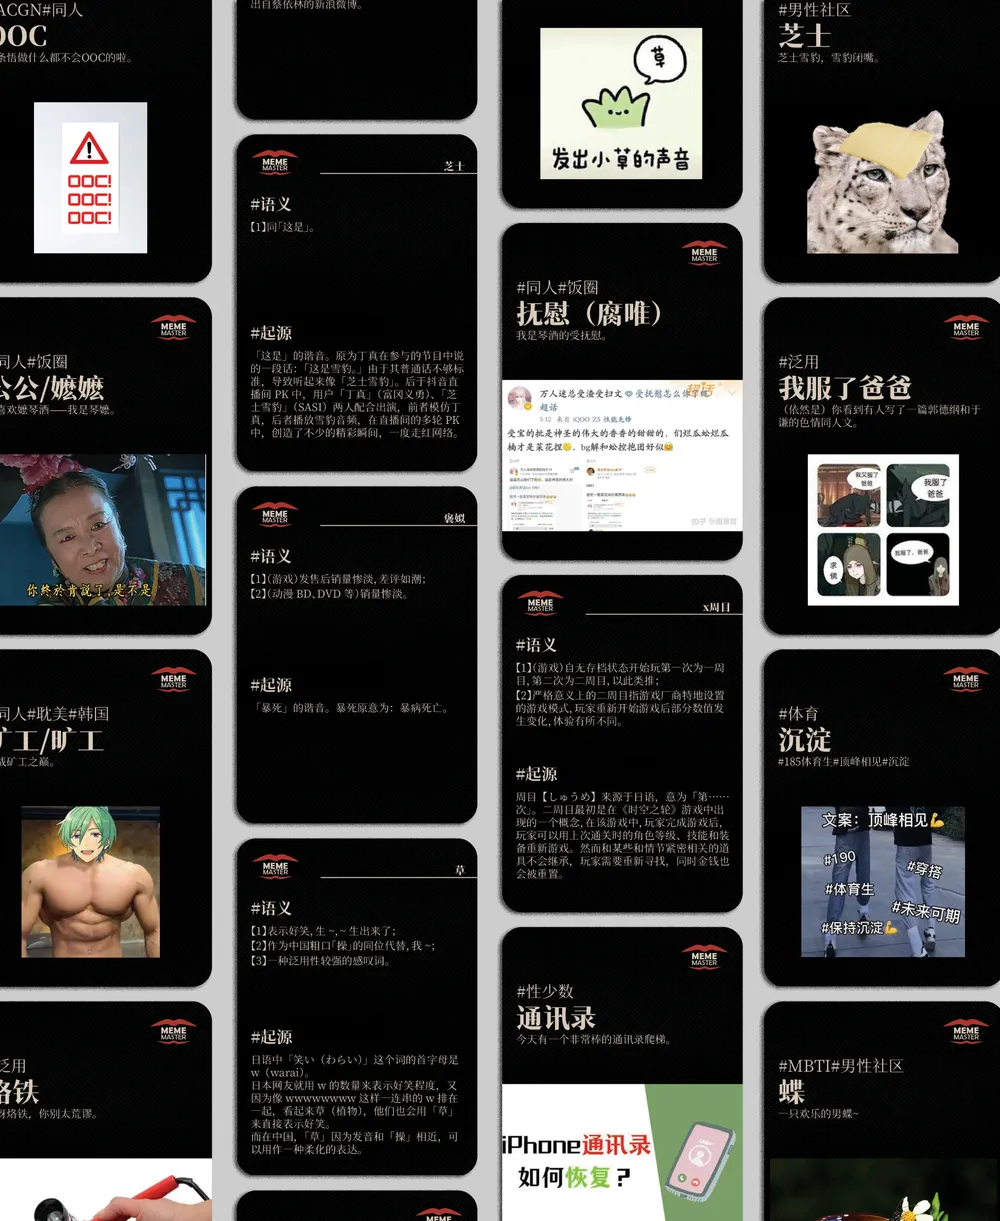 ACGN#同人
OOC
条悟做什么都不会OOC的啦。
OOC!
OOC!
OOC!
MEME
MASTER
同人#饭圈
公公/嬷嬷
喜欢嬷琴酒——我是琴嬷。
你終於肯説了,是不是
MEME
MASTER
同人#耽美#韩国
矿工/旷工
成矿工之巅。
MEME
MASTER
泛用
烙铁
呀烙铁，你别太荒谬。
出自蔡依林的新浪微博。
MEME
MASTER
芝士
#语义
【1】同「这是」。
#起源
「这是」的谐音。原为丁真在参与的节目中说
的一段话：「这是雪豹。」由于其普通话不够标
准，导致听起来像「芝士雪豹」。后于抖音直
播间 PK 中，用户「丁真」（富冈义勇）、「芝
士雪豹」（SASI）两人配合出演，前者模仿丁
真，后者播放雪豹音频，在直播间的多轮 PK
中，创造了不少的精彩瞬间，一度走红网络。
MEME
MASTER
褒姒
#语义
【1】（游戏）发售后销量惨淡，差评如潮；
【2】（动漫 BD、DVD 等）销量惨淡。
#起源
「暴死」的谐音。暴死原意为：暴病死亡。
MEME
MASTER
草
#语义
【1】表示好笑，生 ~，~ 生出来了；
【2】作为中国粗口「操」的同位代替，我 ~；
【3】一种泛用性较强的感叹词。
#起源
日语中「笑い（わらい）」这个词的首字母是
w（warai）。
日本网友就用 w 的数量来表示好笑程度，又
因为像 wwwwwwwww 这样一连串的 w 排在
一起，看起来草（植物），他们也会用「草」
来直接表示好笑。
而在中国，「草」因为发音和「操」相近，可
以用作一种柔化的表达。
MEME
草
发出小草的声音
MEME
MASTER
#同人#饭圈
抚慰（腐唯）
我是琴酒的受抚慰。
万人迷总受渣受扫文
受抚慰怎么你了呢
超话
超话
5-13 来自 iQOO Z5 性能先锋
受宝的批是神圣的伟大的香香的甜甜的，们烂瓜蛤烂瓜
楠才是菜花捏，bg解和蛤控抱团好似
知乎
MEME
MASTER
x周目
#语义
【1】（游戏）自无存档状态开始玩第一次为一周
目，第二次为二周目，以此类推；
【2】严格意义上的二周目指游戏厂商特地设置
的游戏模式，玩家重新开始游戏后部分数值发
生变化，体验有所不同。
#起源
周目【しゅうめ】来源于日语，意为「第……
次」。二周目最初是在《时空之轮》游戏中出
现的一个概念，在该游戏中，玩家完成游戏后，
玩家可以用上次通关时的角色等级、技能和装
备重新游戏。然而和某些和情节紧密相关的道
具不会继承，玩家需要重新寻找，同时金钱也
会被重置。
MEME
MASTER
#性少数
通讯录
今天有一个非常棒的通讯录爬梯。
iPhone通讯录
如何恢复？
#男性社区
芝士
芝士雪豹，雪豹闭嘴。
MEME
MASTER
#泛用
我服了爸爸
（依然是）你看到有人写了一篇郭德纲和于
谦的色情同人文。
我又服了
爸爸
我服了
爸爸
求
佛
我服了，爸爸
MEME
MASTER
#体育
沉淀
#185体育生#顶峰相见#沉淀
文案：顶峰相见
#190
#穿搭
#体育生
#未来可期
#保持沉淀
MEME
MASTER
#MBTI#男性社区
蝶
一只欢乐的男蝶~